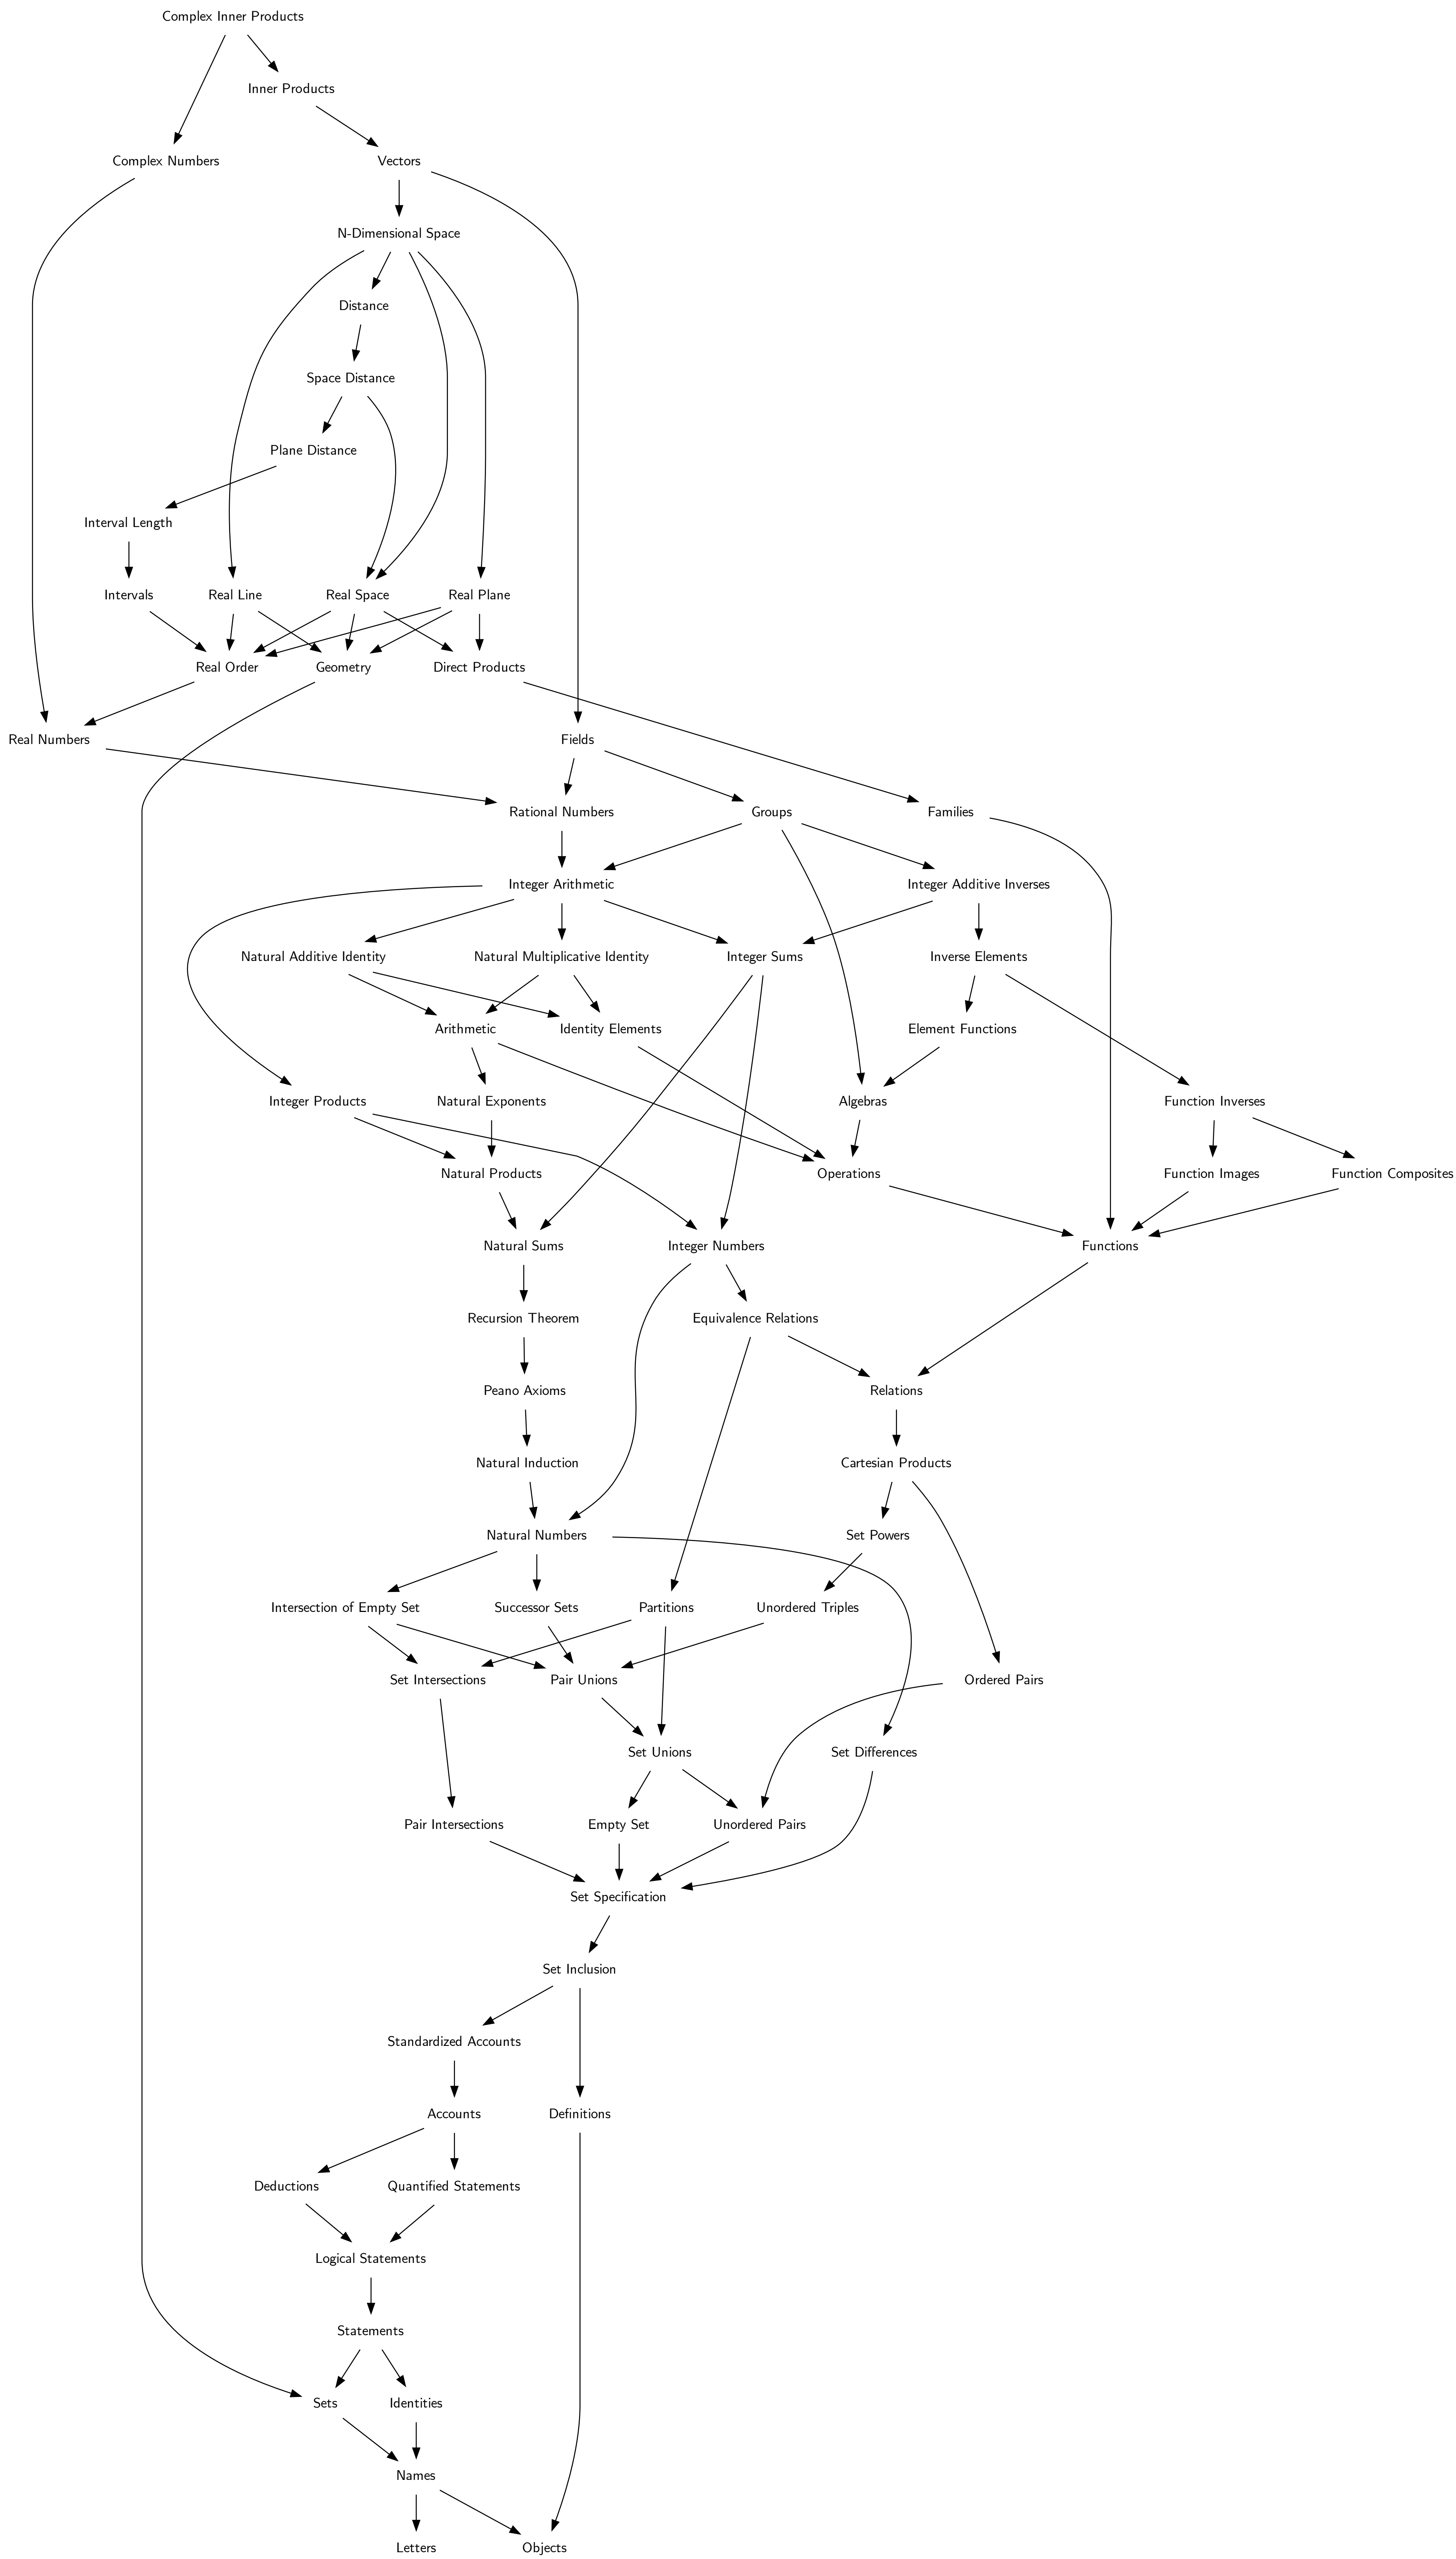 Complex Inner Products
Inner Products
Complex Numbers
Vectors
N-Dimensional Space
Distance
Space Distance
Plane Distance
Interval Length
Intervals
Real Line
Real Space
Real Plane
Real Order
Geometry
Direct Products
Real Numbers
Fields
Rational Numbers
Groups
Families
Integer Arithmetic
Integer Additive Inverses
Natural Additive Identity
Natural Multiplicative Identity
Integer Sums
Inverse Elements
Arithmetic
Identity Elements
Element Functions
Integer Products
Natural Exponents
Algebras
Function Inverses
Natural Products
Operations
Function Images
Function Composites
Natural Sums
Integer Numbers
Functions
Recursion Theorem
Equivalence Relations
Peano Axioms
Relations
Natural Induction
Cartesian Products
Natural Numbers
Set Powers
Intersection of Empty Set
Successor Sets
Partitions
Unordered Triples
Set Intersections
Pair Unions
Ordered Pairs
Set Unions
Set Differences
Pair Intersections
Empty Set
Unordered Pairs
Set Specification
Set Inclusion
Standardized Accounts
Accounts
Definitions
Deductions
Quantified Statements
Logical Statements
Statements
Sets
Identities
Names
Letters
Objects